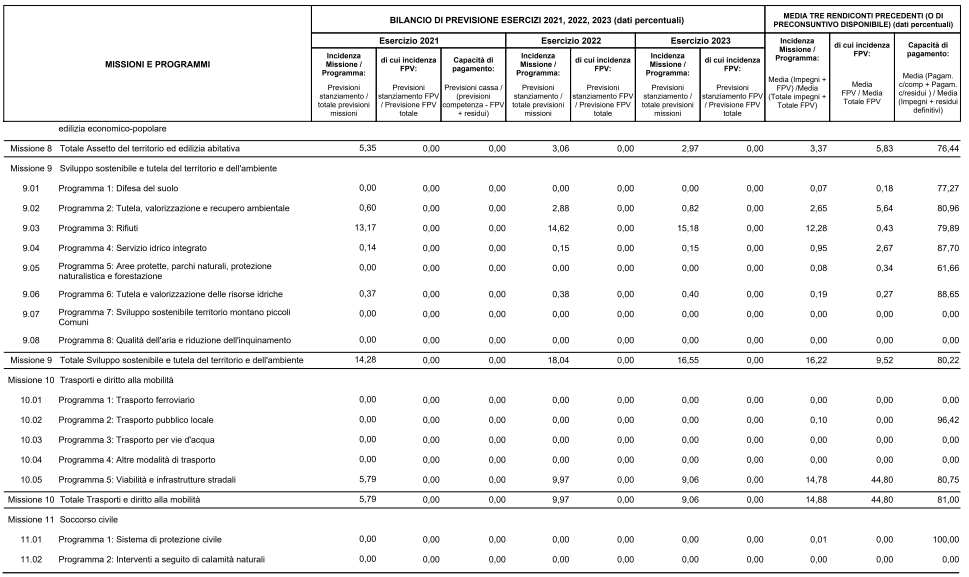 BILANCIO DI PREVISIONE ESERCIZI 2021, 2022, 2023 (dati percentuali)
MEDIA TRE RENDICONTI PRECEDENTI (O DI
PRECONSUNTIVO DISPONIBILE) (dati percentuali)
MISSIONI E PROGRAMMI
Esercizio 2021
Esercizio 2022
Esercizio 2023
Incidenza
Missione /
Programma:
Previsioni
stanziamento /
totale previsioni
missioni
di cui incidenza
FPV:
Previsioni
stanziamento FPV
/ Previsione FPV
totale
Capacità di
pagamento:
Previsioni cassa /
(previsioni
competenza - FPV
+ residui)
Incidenza
Missione /
Programma:
Previsioni
stanziamento /
totale previsioni
missioni
di cui incidenza
FPV:
Previsioni
stanziamento FPV
/ Previsione FPV
totale
Incidenza
Missione /
Programma:
Previsioni
stanziamento /
totale previsioni
missioni
di cui incidenza
FPV:
Previsioni
stanziamento FPV
/ Previsione FPV
totale
Incidenza
Missione /
Programma:
Media (Impegni +
FPV) /Media
(Totale impegni +
Totale FPV)
di cui incidenza
FPV:
Media
FPV / Media
Totale FPV
Capacità di
pagamento:
Media (Pagam.
c/comp + Pagam.
c/residui ) / Media
(Impegni + residui
definitivi)
edilizia economico-popolare
Missione 8 Totale Assetto del territorio ed edilizia abitativa 5,35 0,00 0,00 3,06 0,00 2,97 0,00 3,37 5,83 76,44
Missione 9 Sviluppo sostenibile e tutela del territorio e dell'ambiente
9.01 Programma 1: Difesa del suolo 0,00 0,00 0,00 0,00 0,00 0,00 0,00 0,07 0,18 77,27
9.02 Programma 2: Tutela, valorizzazione e recupero ambientale 0,60 0,00 0,00 2,88 0,00 0,82 0,00 2,65 5,64 80,96
9.03 Programma 3: Rifiuti 13,17 0,00 0,00 14,62 0,00 15,18 0,00 12,28 0,43 79,89
9.04 Programma 4: Servizio idrico integrato 0,14 0,00 0,00 0,15 0,00 0,15 0,00 0,95 2,67 87,70
9.05 Programma 5: Aree protette, parchi naturali, protezione
naturalistica e forestazione 0,00 0,00 0,00 0,00 0,00 0,00 0,00 0,08 0,34 61,66
9.06 Programma 6: Tutela e valorizzazione delle risorse idriche 0,37 0,00 0,00 0,38 0,00 0,40 0,00 0,19 0,27 88,65
9.07 Programma 7: Sviluppo sostenibile territorio montano piccoli
Comuni 0,00 0,00 0,00 0,00 0,00 0,00 0,00 0,00 0,00 0,00
9.08 Programma 8: Qualità dell'aria e riduzione dell'inquinamento 0,00 0,00 0,00 0,00 0,00 0,00 0,00 0,00 0,00 0,00
Missione 9 Totale Sviluppo sostenibile e tutela del territorio e dell'ambiente 14,28 0,00 0,00 18,04 0,00 16,55 0,00 16,22 9,52 80,22
Missione 10 Trasporti e diritto alla mobilità
10.01 Programma 1: Trasporto ferroviario 0,00 0,00 0,00 0,00 0,00 0,00 0,00 0,00 0,00 0,00
10.02 Programma 2: Trasporto pubblico locale 0,00 0,00 0,00 0,00 0,00 0,00 0,00 0,10 0,00 96,42
10.03 Programma 3: Trasporto per vie d'acqua 0,00 0,00 0,00 0,00 0,00 0,00 0,00 0,00 0,00 0,00
10.04 Programma 4: Altre modalità di trasporto 0,00 0,00 0,00 0,00 0,00 0,00 0,00 0,00 0,00 0,00
10.05 Programma 5: Viabilità e infrastrutture stradali 5,79 0,00 0,00 9,97 0,00 9,06 0,00 14,78 44,80 80,75
Missione 10 Totale Trasporti e diritto alla mobilità 5,79 0,00 0,00 9,97 0,00 9,06 0,00 14,88 44,80 81,00
Missione 11 Soccorso civile
11.01 Programma 1: Sistema di protezione civile 0,00 0,00 0,00 0,00 0,00 0,00 0,00 0,01 0,00 100,00
11.02 Programma 2: Interventi a seguito di calamità naturali 0,00 0,00 0,00 0,00 0,00 0,00 0,00 0,00 0,00 0,00